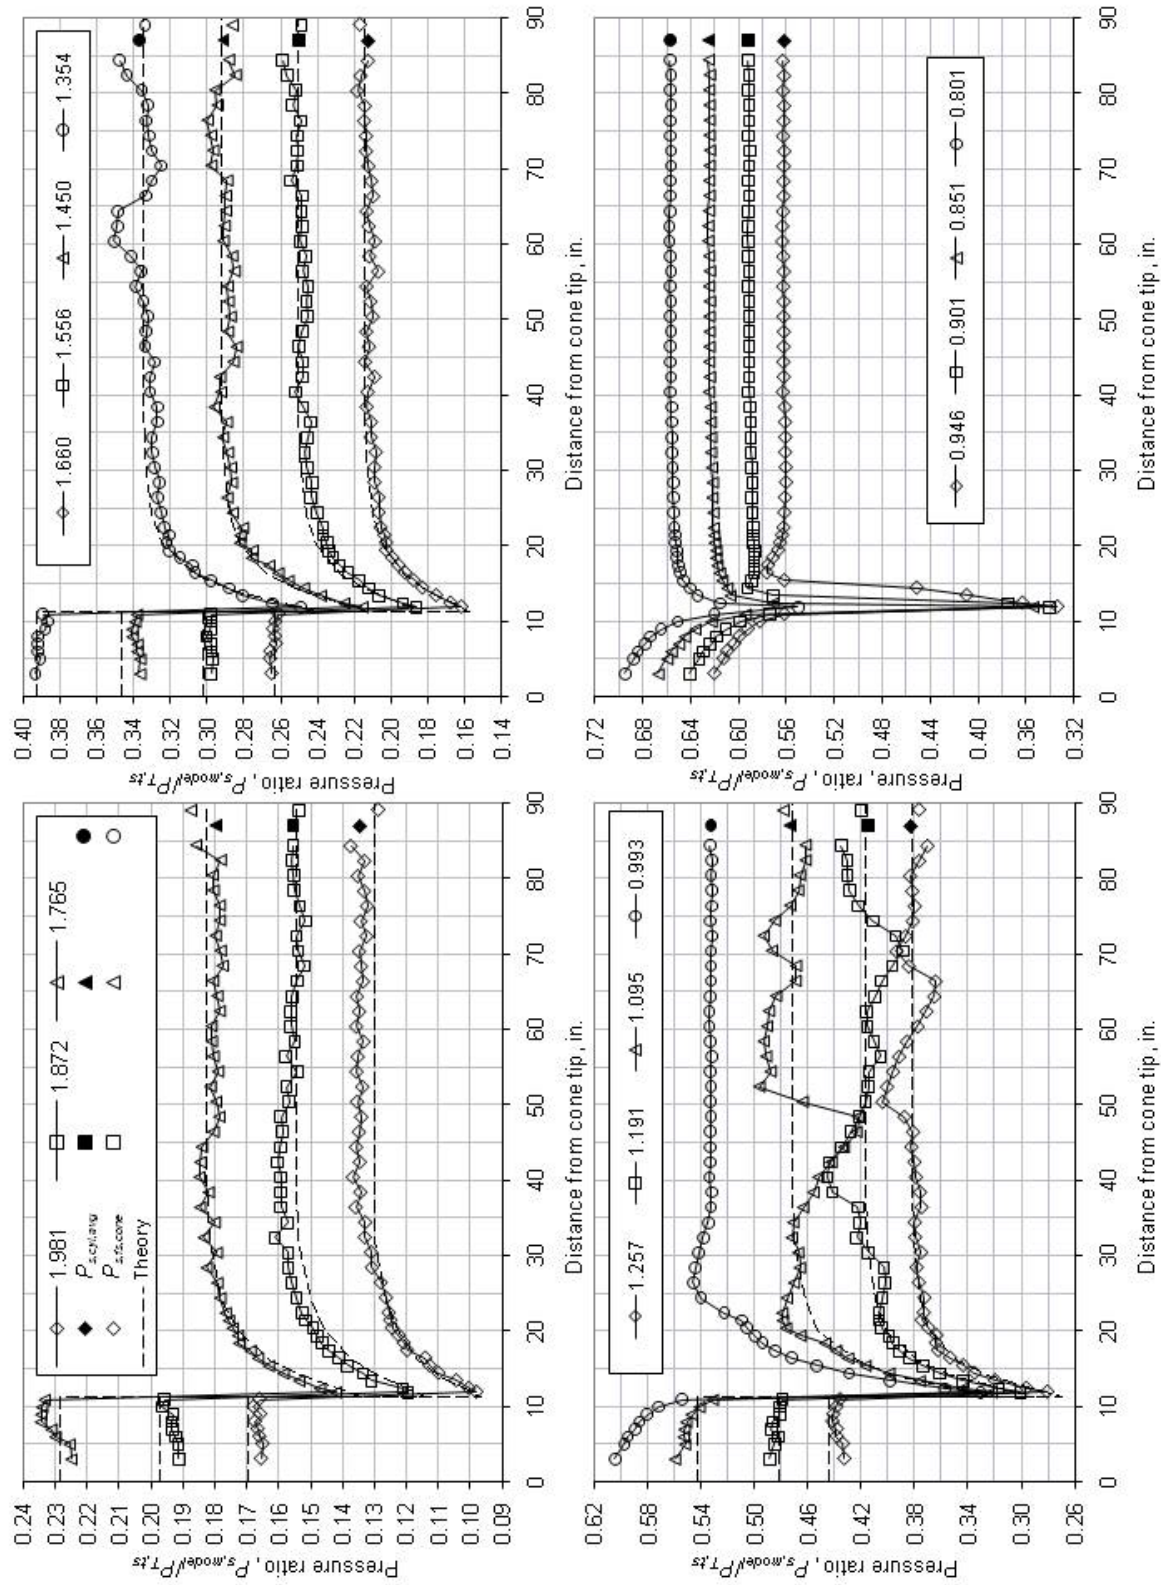 1.981 1.872 1.765
P s,cyl,avg
P s,fs,cone
Theory
Pressure ratio, P s,model/P T,ts
0.24
0.23
0.22
0.21
0.20
0.19
0.18
0.17
0.16
0.15
0.14
0.13
0.12
0.11
0.10
0.09
0 10 20 30 40 50 60 70 80 90
Distance from cone tip, in.
1.660 1.556 1.450 1.354
Pressure ratio, P s,model/P T,ts
0.40
0.38
0.36
0.34
0.32
0.30
0.28
0.26
0.24
0.22
0.20
0.18
0.16
0.14
0 10 20 30 40 50 60 70 80 90
Distance from cone tip, in.
1.257 1.191 1.095 0.993
Pressure ratio, P s,model/P T,ts
0.62
0.58
0.54
0.50
0.46
0.42
0.38
0.34
0.30
0.26
0 10 20 30 40 50 60 70 80 90
Distance from cone tip, in.
0.946 0.901 0.851 0.801
Pressure, ratio, P s,model/P T,ts
0.72
0.68
0.64
0.60
0.56
0.52
0.48
0.44
0.40
0.36
0.32
0 10 20 30 40 50 60 70 80 90
Distance from cone tip, in.